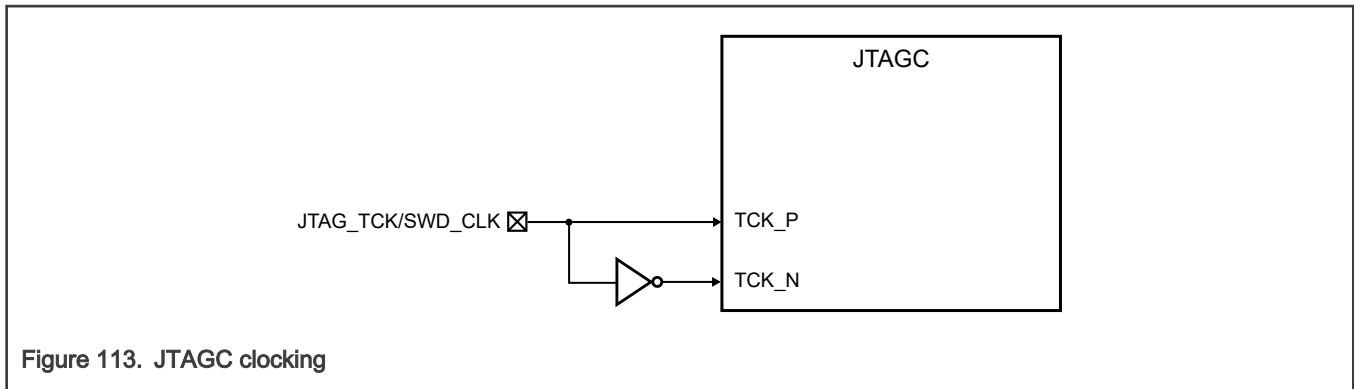 JTAGC
JTAG_TCK/SWD_CLK
TCK_P
TCK_N
Figure 113. JTAGC clocking